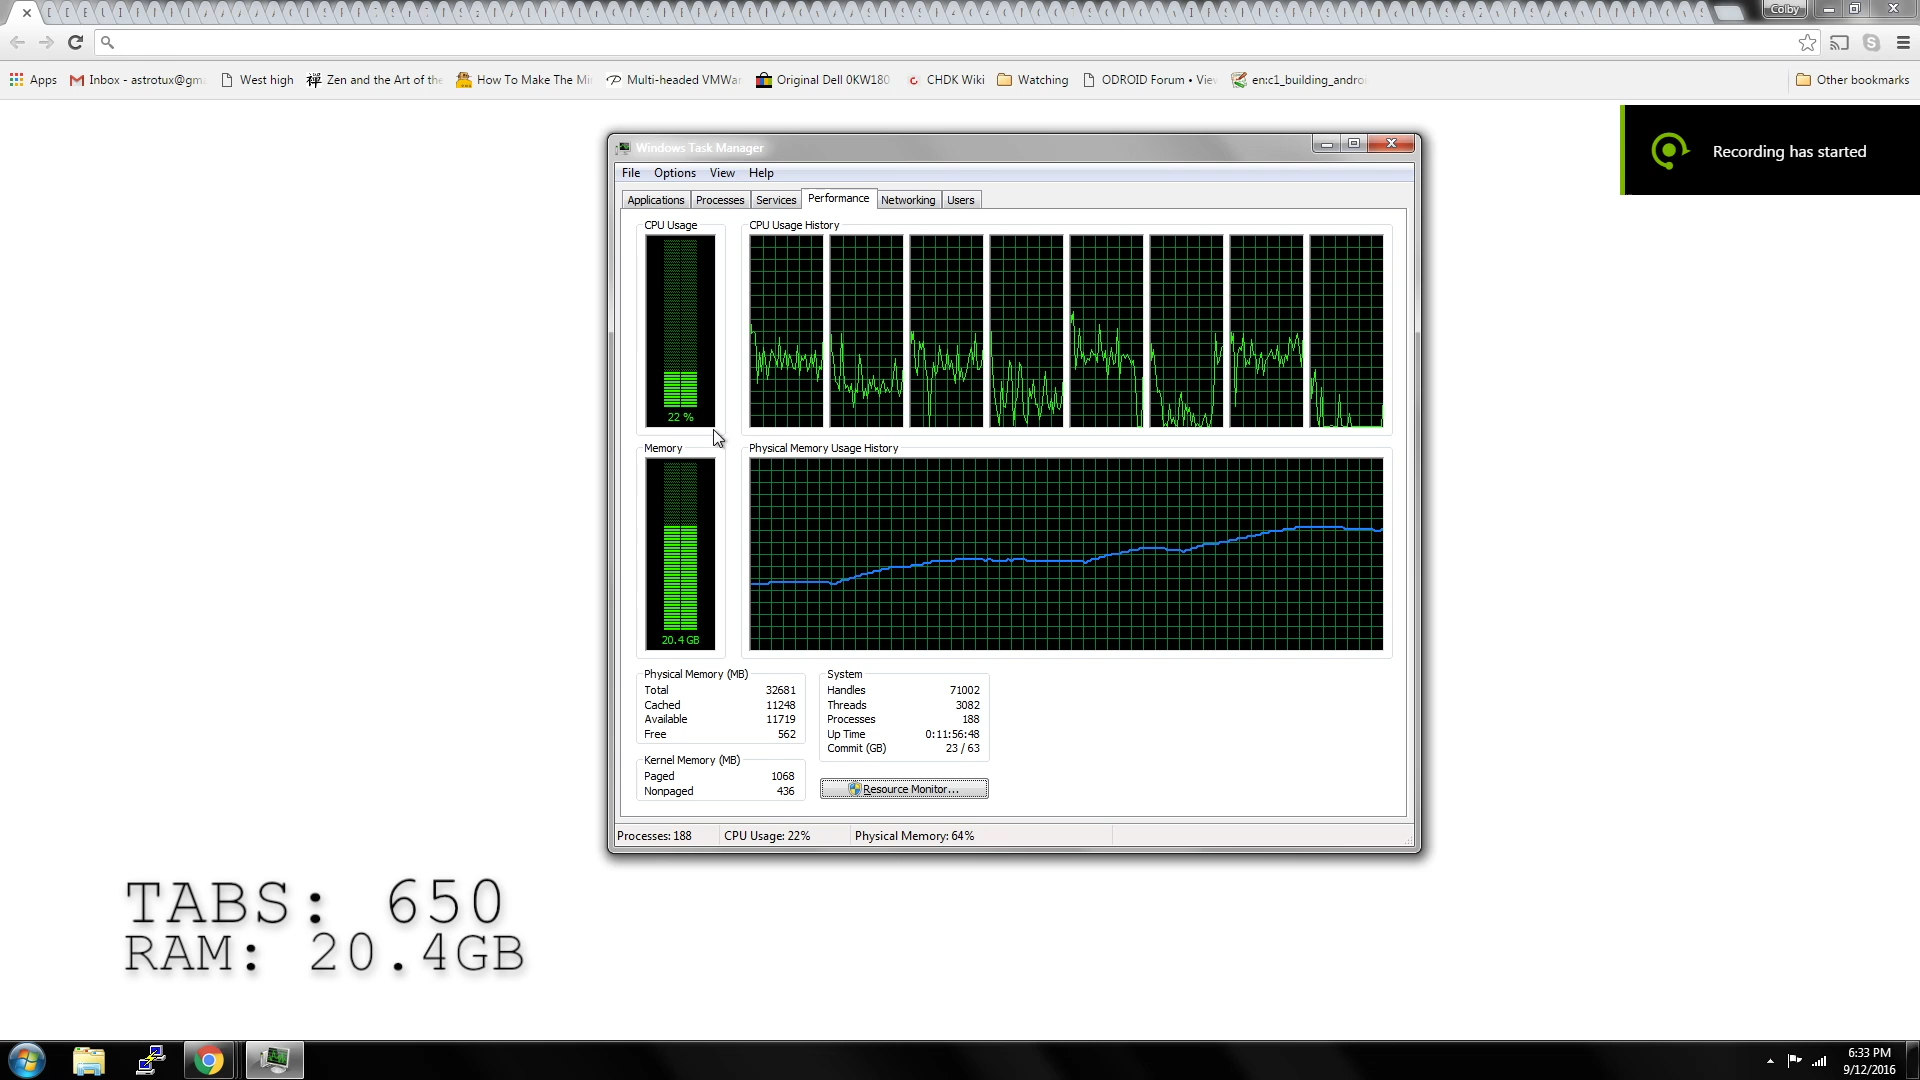 Colby
Apps
Inbox - astrotux@gm
West high
Zen and the Art of the
How To Make The Mi
Multi-headed VMWar
Original Dell 0KW180
CHDK Wiki
Watching
ODROID Forum • Vie
en:c1_building_androi
Other bookmarks
Recording has started
Windows Task Manager
File Options View Help
Applications Processes Services Performance Networking Users
CPU Usage
CPU Usage History
22 %
Memory
Physical Memory Usage History
20.4 GB
Physical Memory (MB)
Total 32681
Cached 11248
Available 11719
Free 562
Kernel Memory (MB)
Paged 1068
Nonpaged 436
System
Handles 71002
Threads 3082
Processes 188
Up Time 0:11:56:48
Commit (GB) 23 / 63
Resource Monitor...
Processes: 188 CPU Usage: 22% Physical Memory: 64%
TABS: 650
RAM: 20.4GB
6:33 PM
9/12/2016